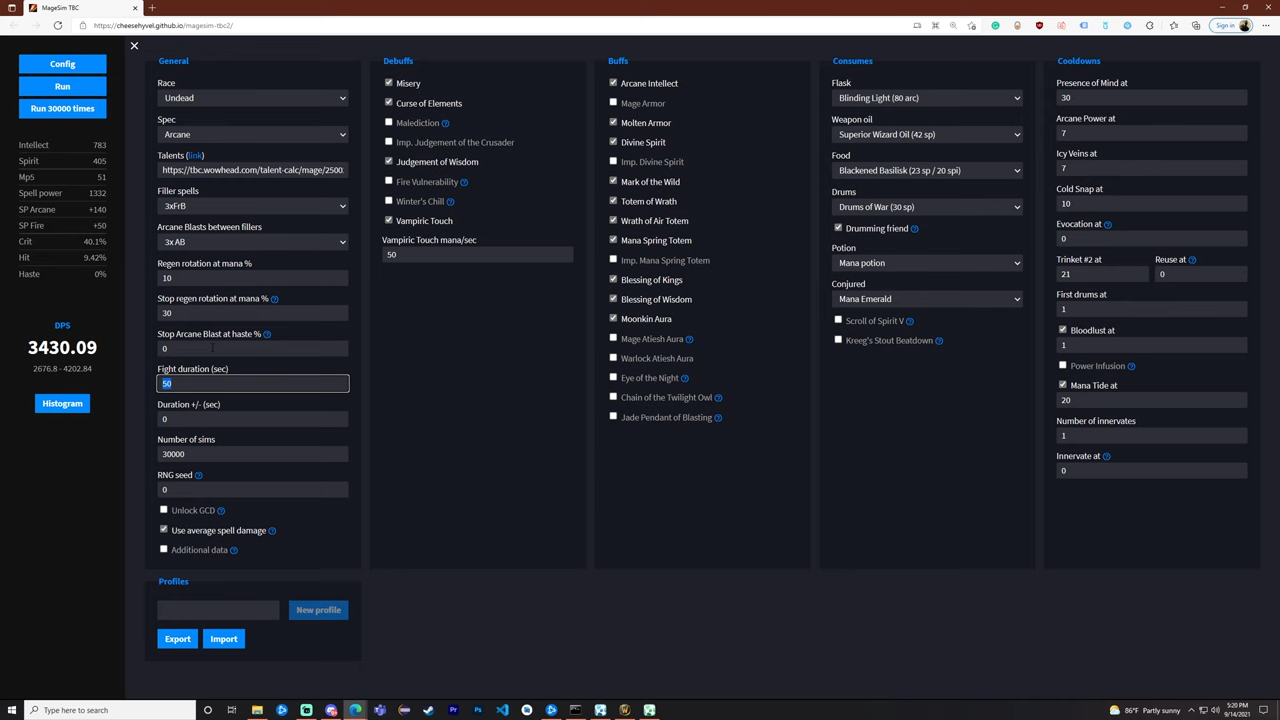 MageSim TBC
https://cheesehyvel.github.io/magesim-tbc2/
Sign in
Config
Run
Run 30000 times
Intellect 783
Spirit 405
Mp5 51
Spell power 1332
SP Arcane +140
SP Fire +50
Crit 40.1%
Hit 9.42%
Haste 0%
DPS
3430.09
2676.8 - 4202.84
Histogram
General
Race
Undead
Spec
Arcane
Talents (link)
https://tbc.wowhead.com/talent-calc/mage/2500
Filler spells
3xFrB
Arcane Blasts between fillers
3x AB
Regen rotation at mana %
10
Stop regen rotation at mana %
30
Stop Arcane Blast at haste %
0
Fight duration (sec)
50
Duration +/- (sec)
0
Number of sims
30000
RNG seed
0
Unlock GCD
Use average spell damage
Additional data
Profiles
New profile
Export
Import
Debuffs
Misery
Curse of Elements
Malediction
Imp. Judgement of the Crusader
Judgement of Wisdom
Fire Vulnerability
Winter's Chill
Vampiric Touch
Vampiric Touch mana/sec
50
Buffs
Arcane Intellect
Mage Armor
Molten Armor
Divine Spirit
Imp. Divine Spirit
Mark of the Wild
Totem of Wrath
Wrath of Air Totem
Mana Spring Totem
Imp. Mana Spring Totem
Blessing of Kings
Blessing of Wisdom
Moonkin Aura
Mage Atiesh Aura
Warlock Atiesh Aura
Eye of the Night
Chain of the Twilight Owl
Jade Pendant of Blasting
Consumes
Flask
Blinding Light (80 arc)
Weapon oil
Superior Wizard Oil (42 sp)
Food
Blackened Basilisk (23 sp / 20 spi)
Drums
Drums of War (30 sp)
Drumming friend
Potion
Mana potion
Conjured
Mana Emerald
Scroll of Spirit V
Kreeg's Stout Beatdown
Cooldowns
Presence of Mind at
30
Arcane Power at
7
Icy Veins at
7
Cold Snap at
10
Evocation at
0
Trinket #2 at Reuse at
21 0
First drums at
1
Bloodlust at
1
Power Infusion
Mana Tide at
20
Number of innervates
1
Innervate at
0
Type here to search
86°F Partly sunny
5:20 PM
9/14/2021